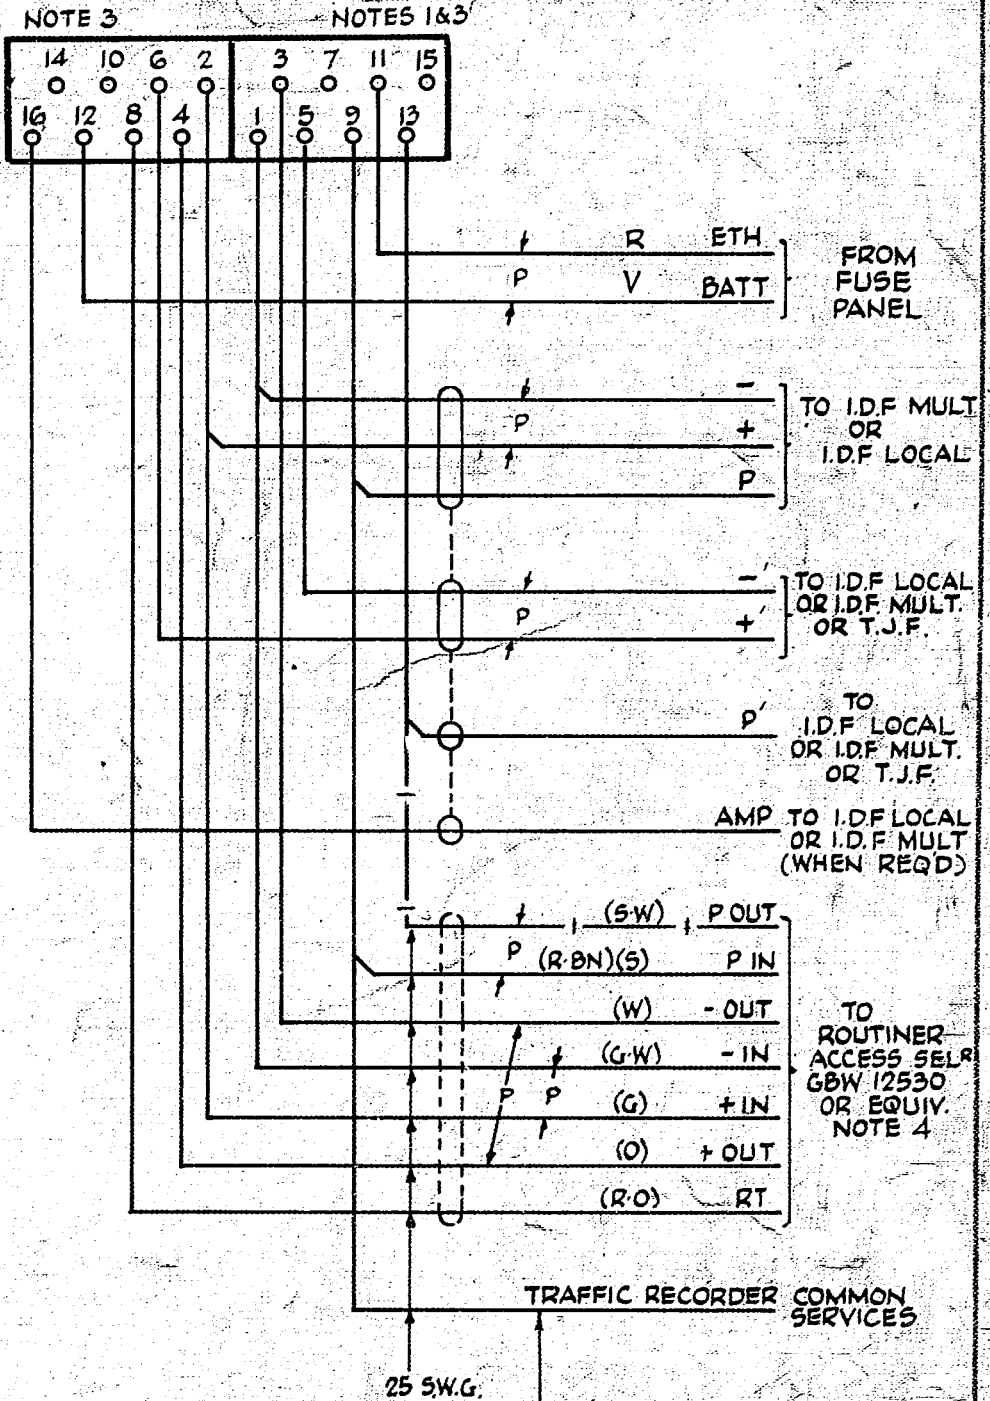 NOTE 3 NOTES 1&3
14 10 6 2 3 7 11 15
16 12 8 4 1 5 9 13
R ETH
P
V BATT
FROM
FUSE
PANEL
-
P
+
P
TO I.D.F MULT
OR
I.D.F LOCAL
-
P
+
TO I.D.F LOCAL
OR I.D.F MULT.
OR T.J.F.
P
TO
I.D.F LOCAL
OR I.D.F MULT.
OR T.J.F.
AMP
TO I.D.F LOCAL
OR I.D.F MULT
(WHEN REQ'D)
(S·W) P OUT
P (R·BN)(S) P IN
(W) - OUT
(G·W) - IN
P P (G) + IN
(O) + OUT
(R·O) RT
TO
ROUTINER
ACCESS SELR
GBW 12530
OR EQUIV.
NOTE 4
TRAFFIC RECORDER COMMON
SERVICES
25 S.W.G.